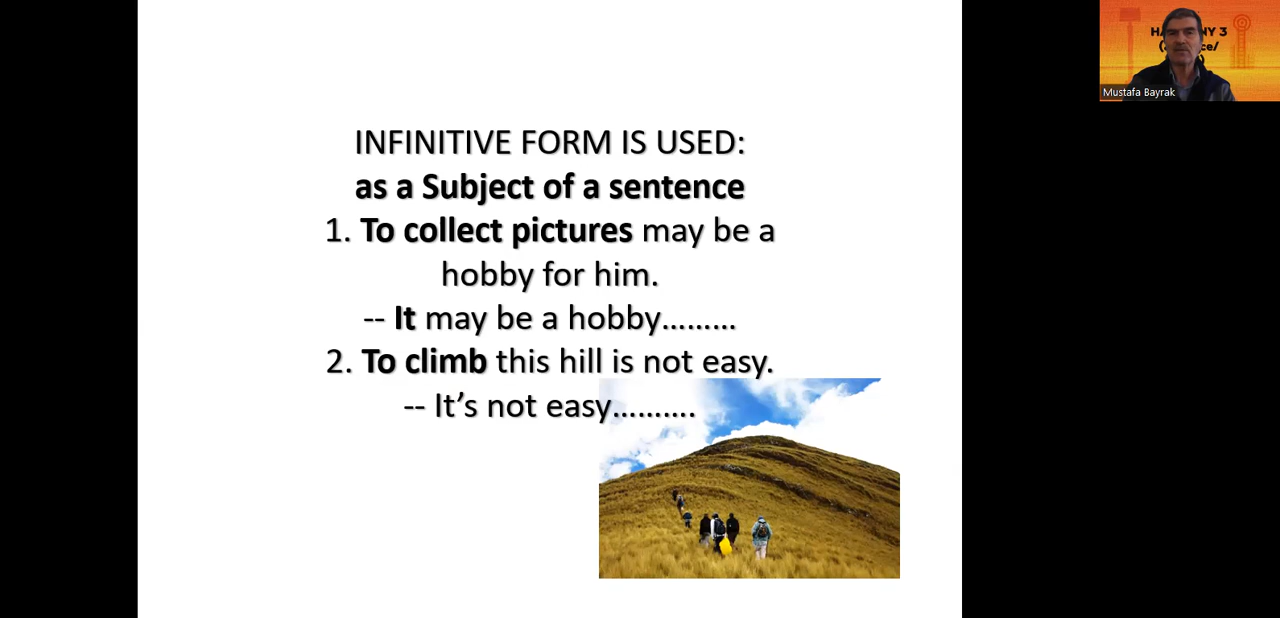 INFINITIVE FORM IS USED:
as a Subject of a sentence
1. To collect pictures may be a
hobby for him.
-- It may be a hobby………
2. To climb this hill is not easy.
-- It’s not easy……….
Mustafa Bayrak